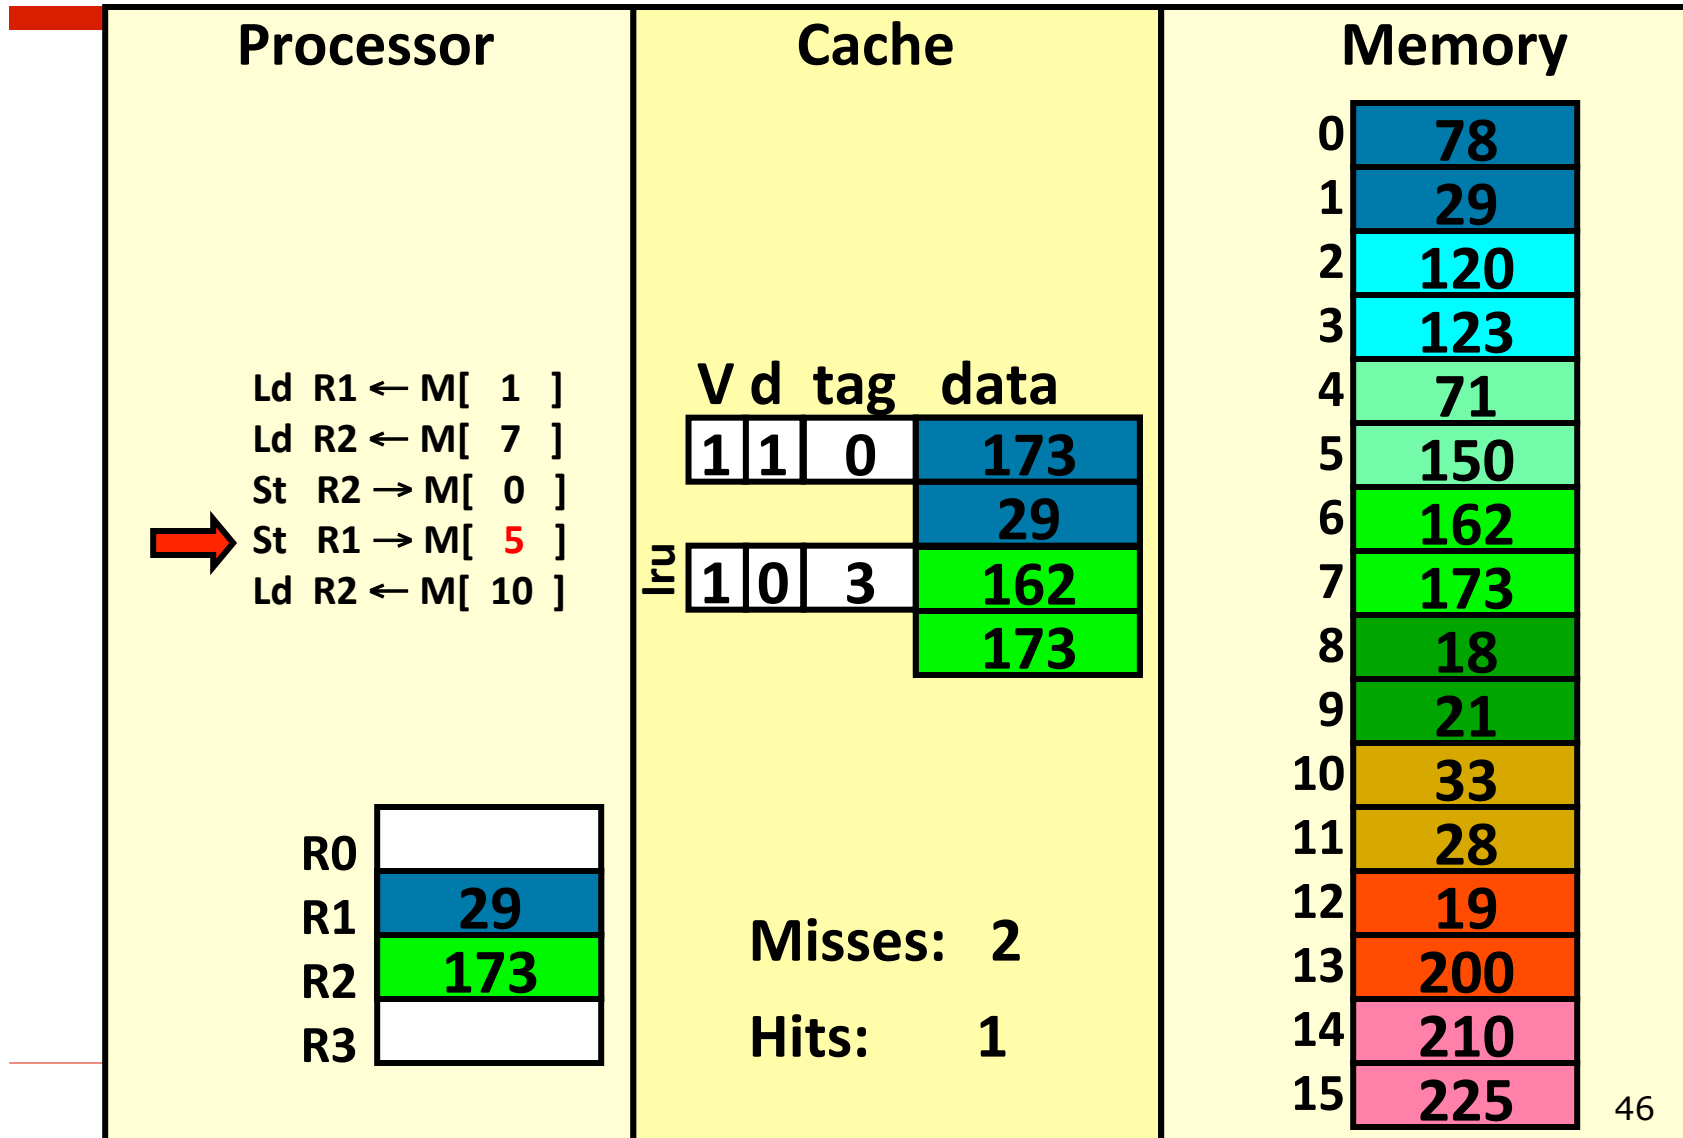 Processor
Cache
Memory
Ld R1 ← M[ 1 ]
Ld R2 ← M[ 7 ]
St R2 → M[ 0 ]
St R1 → M[ 5 ]
Ld R2 ← M[ 10 ]
R0
R1 29
R2 173
R3
V d tag data
1 1 0 173
29
lru 1 0 3 162
173
Misses: 2
Hits: 1
0 78
1 29
2 120
3 123
4 71
5 150
6 162
7 173
8 18
9 21
10 33
11 28
12 19
13 200
14 210
15 225
46